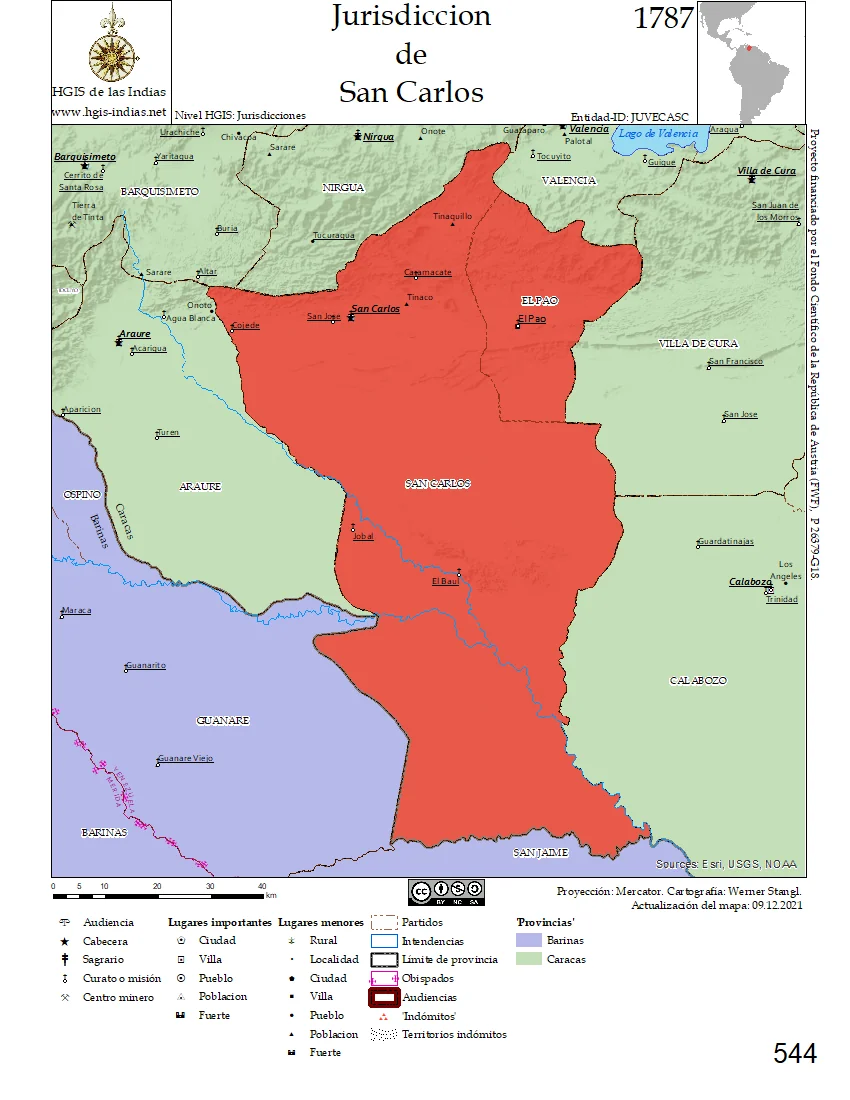 Jurisdiccion
de
San Carlos
1787
HGIS de las Indias
www.hgis-indias.net
Nivel HGIS: Jurisdicciones
Entidad-ID: JUVECASC
Urachiche
Chivacoa
Sarare
Nirgua
Onote
Guataparo
Valencia
Palotal
Lago de Valencia
Aragua
Barquisimeto
Yaritagua
Tocuyito
Guigue
Cerrito de
Santa Rosa
Villa de Cura
BARQUISIMETO
NIRGUA
VALENCIA
Tierra
de Tinta
San Juan de
los Morros
Tinaquillo
Buria
Tucuragua
Sarare
Altar
Caramacate
Onoto
Tinaco
EL PAO
Agua Blanca
San Jose
San Carlos
El Pao
Cojede
Araure
Acarigua
VILLA DE CURA
San Francisco
Aparicion
San Jose
Turen
ARAURE
SAN CARLOS
OSPINO
Caracas
Barinas
Jobal
Guardatinajas
El Baul
Los
Angeles
Calabozo
Trinidad
Maraca
Guanarito
CALABOZO
GUANARE
Guanare Viejo
VENEZUELA
MERIDA
BARINAS
SAN JAIME
Sources: Esri, USGS, NOAA
Proyecto financiado por el Fondo Científico de la República de Austria (FWF), P 26379-G18.
0 5 10 20 30 40
km
CC BY NC SA
Proyección: Mercator. Cartografía: Werner Stangl.
Actualización del mapa: 09.12.2021
Audiencia
Cabecera
Sagrario
Curato o misión
Centro minero
Lugares importantes
Ciudad
Villa
Pueblo
Poblacion
Fuerte
Lugares menores
Rural
Localidad
Ciudad
Villa
Pueblo
Poblacion
Fuerte
Partidos
Intendencias
Límite de provincia
Obispados
Audiencias
'Indómitos'
Territorios indómitos
'Provincias'
Barinas
Caracas
544